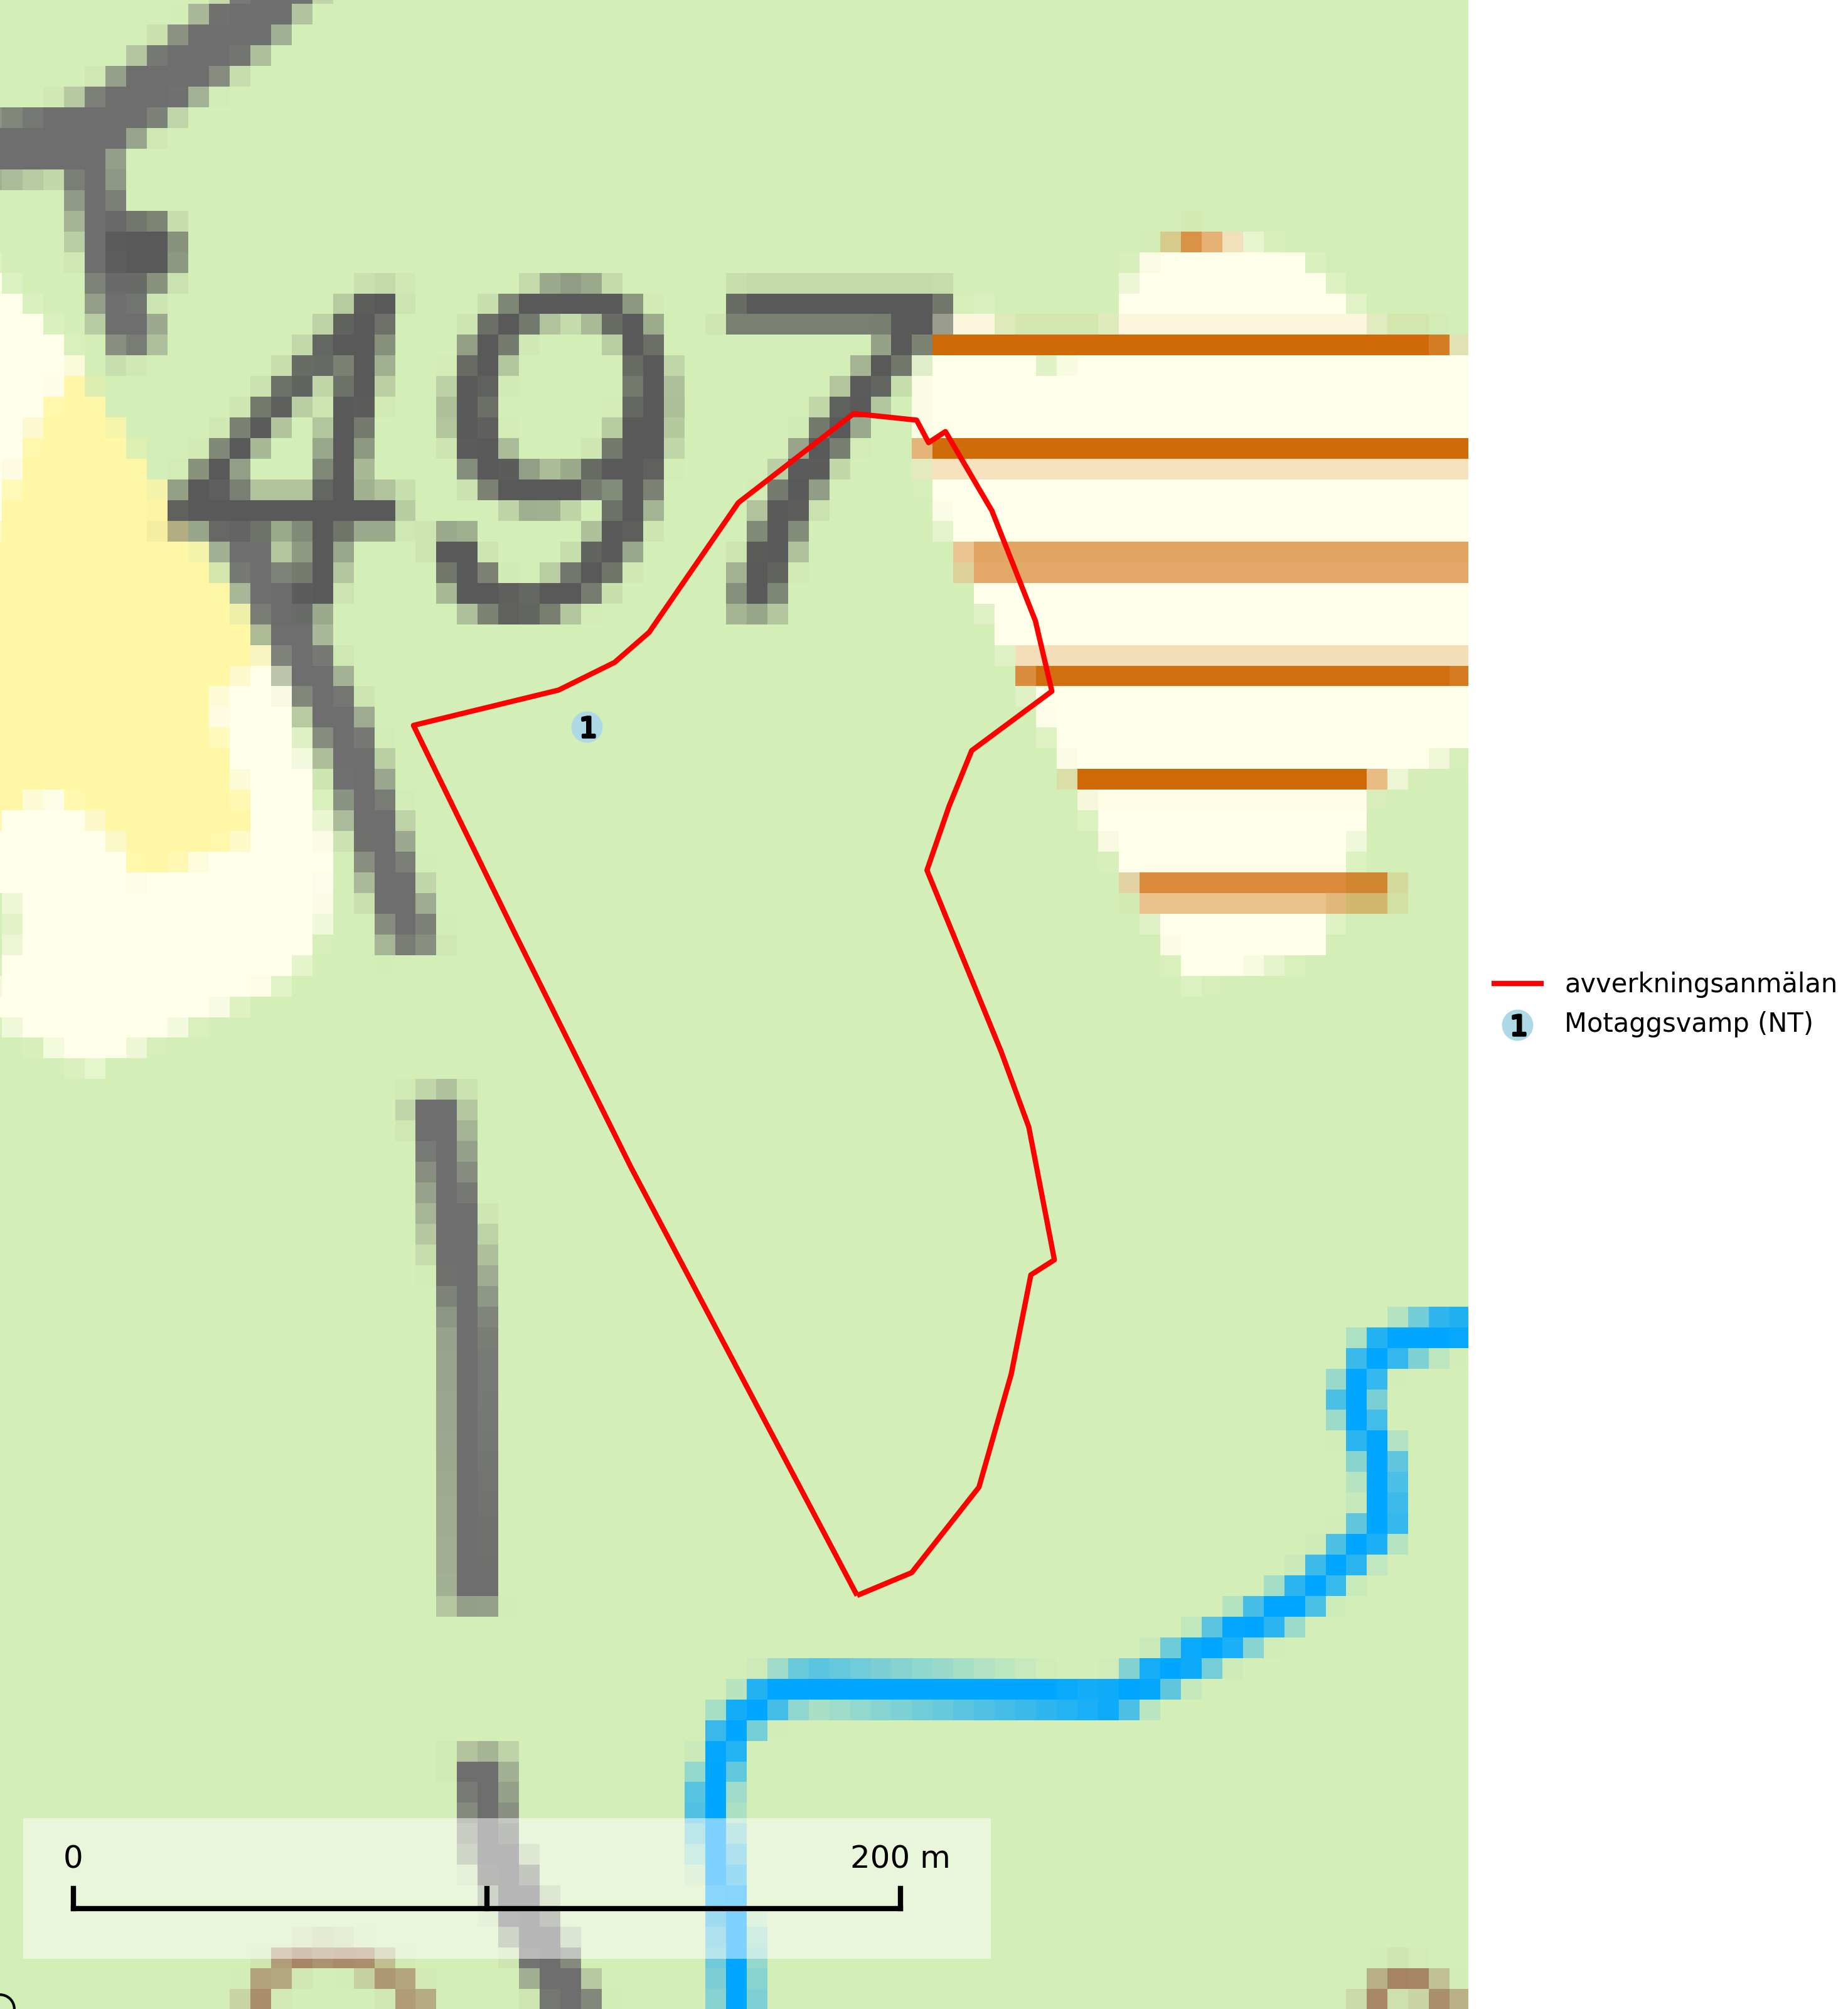 497
1
avverkningsanmälan
1 Motaggsvamp (NT)
0 200 m